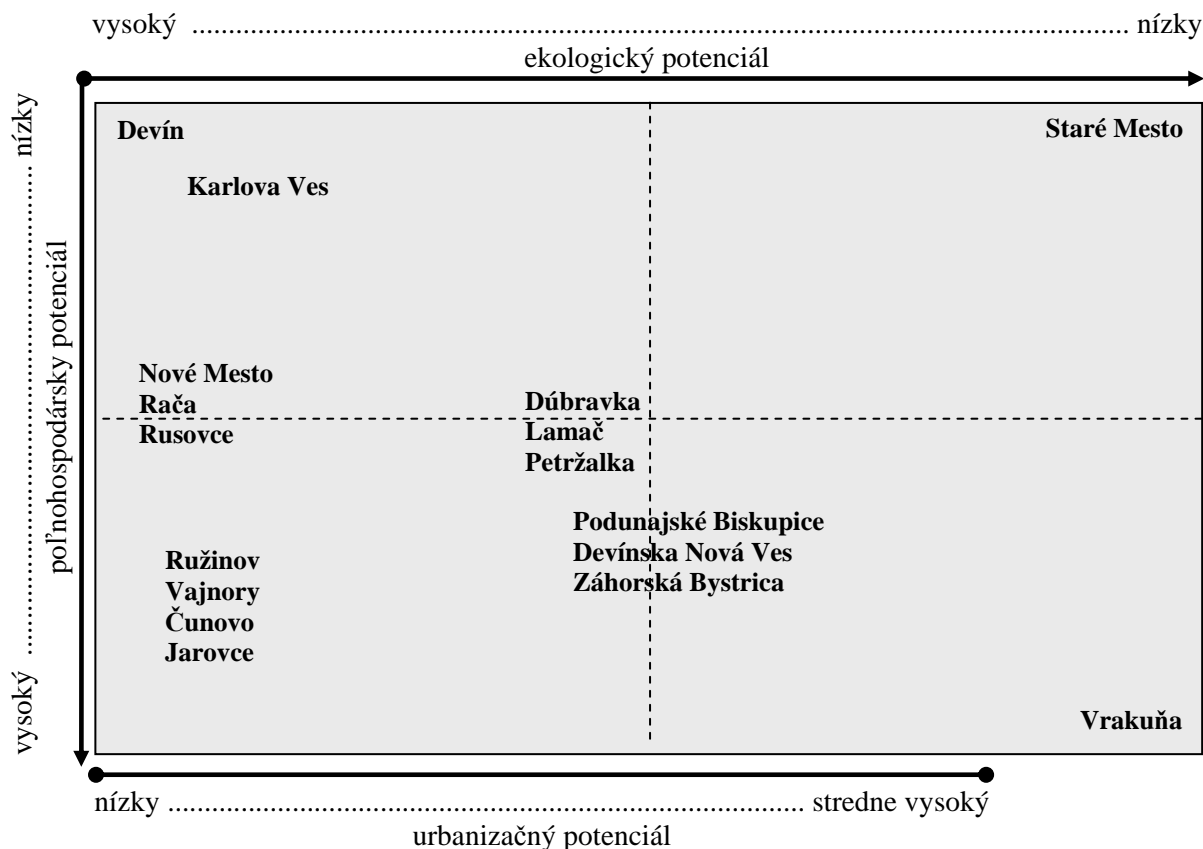 vysoký ........................................................................................................................ nízky
ekologický potenciál
nízky
poľnohospodársky potenciál
vysoký ........................................................................ nízky
Devín
Staré Mesto
Karlova Ves
Nové Mesto
Rača
Rusovce
Dúbravka
Lamač
Petržalka
Podunajské Biskupice
Devínska Nová Ves
Záhorská Bystrica
Ružinov
Vajnory
Čunovo
Jarovce
Vrakuňa
nízky .................................................................................... stredne vysoký
urbanizačný potenciál